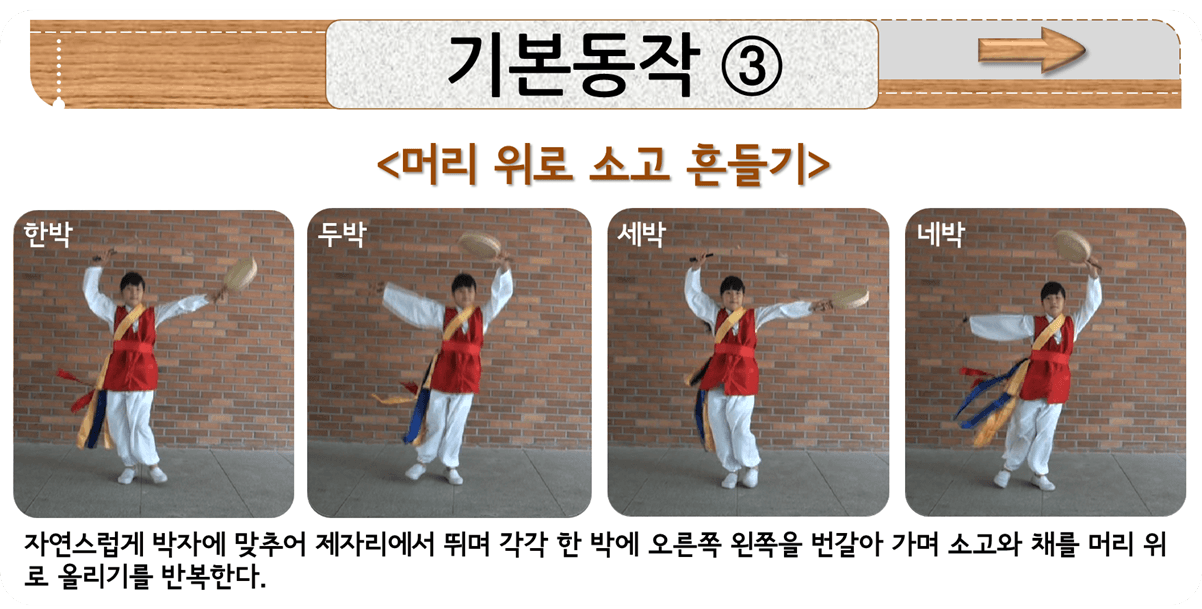 기본동작 ③
<머리 위로 소고 흔들기>
한박
두박
세박
네박
자연스럽게 박자에 맞추어 제자리에서 뛰며 각각 한 박에 오른쪽 왼쪽을 번갈아 가며 소고와 채를 머리 위
로 올리기를 반복한다.